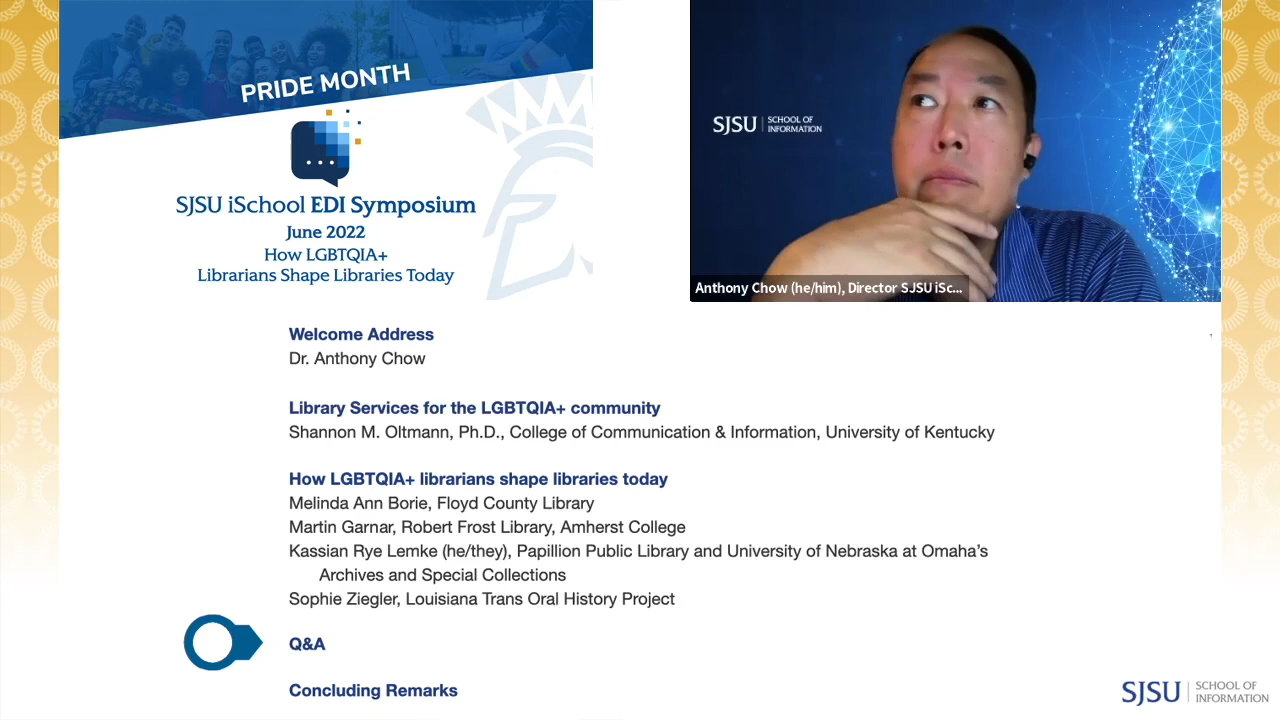 PRIDE MONTH
SJSU iSchool EDI Symposium
June 2022
How LGBTQIA+
Librarians Shape Libraries Today
SJSU | SCHOOL OF INFORMATION
Anthony Chow (he/him), Director SJSU iSc...
Welcome Address
Dr. Anthony Chow
Library Services for the LGBTQIA+ community
Shannon M. Oltmann, Ph.D., College of Communication & Information, University of Kentucky
How LGBTQIA+ librarians shape libraries today
Melinda Ann Borie, Floyd County Library
Martin Garnar, Robert Frost Library, Amherst College
Kassian Rye Lemke (he/they), Papillion Public Library and University of Nebraska at Omaha’s
Archives and Special Collections
Sophie Ziegler, Louisiana Trans Oral History Project
Q&A
Concluding Remarks
SJSU | SCHOOL OF INFORMATION